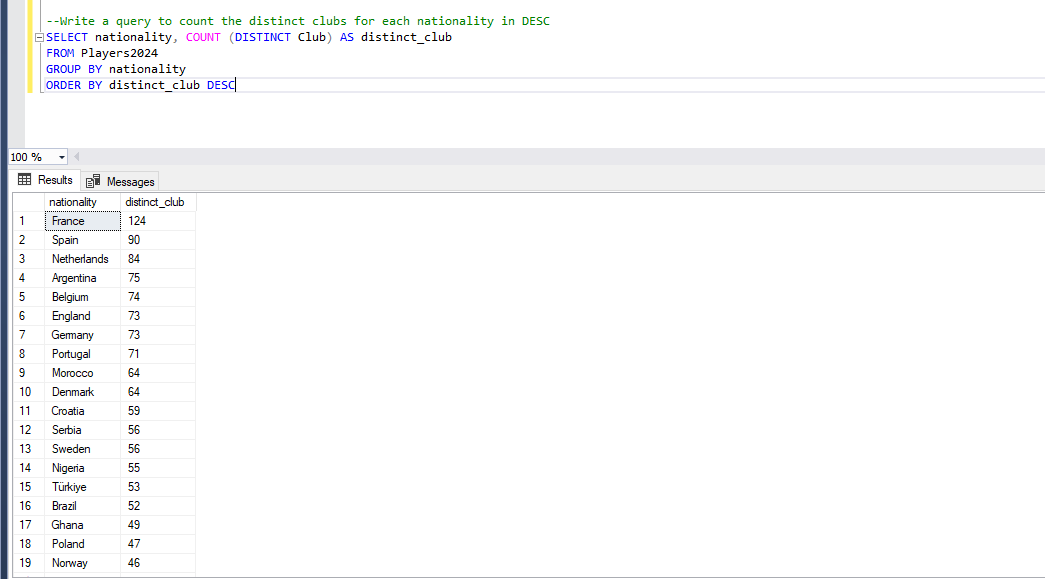 --Write a query to count the distinct clubs for each nationality in DESC
SELECT nationality, COUNT (DISTINCT Club) AS distinct_club
FROM Players2024
GROUP BY nationality
ORDER BY distinct_club DESC
100 %
Results Messages
nationality distinct_club
1 France 124
2 Spain 90
3 Netherlands 84
4 Argentina 75
5 Belgium 74
6 England 73
7 Germany 73
8 Portugal 71
9 Morocco 64
10 Denmark 64
11 Croatia 59
12 Serbia 56
13 Sweden 56
14 Nigeria 55
15 Türkiye 53
16 Brazil 52
17 Ghana 49
18 Poland 47
19 Norway 46